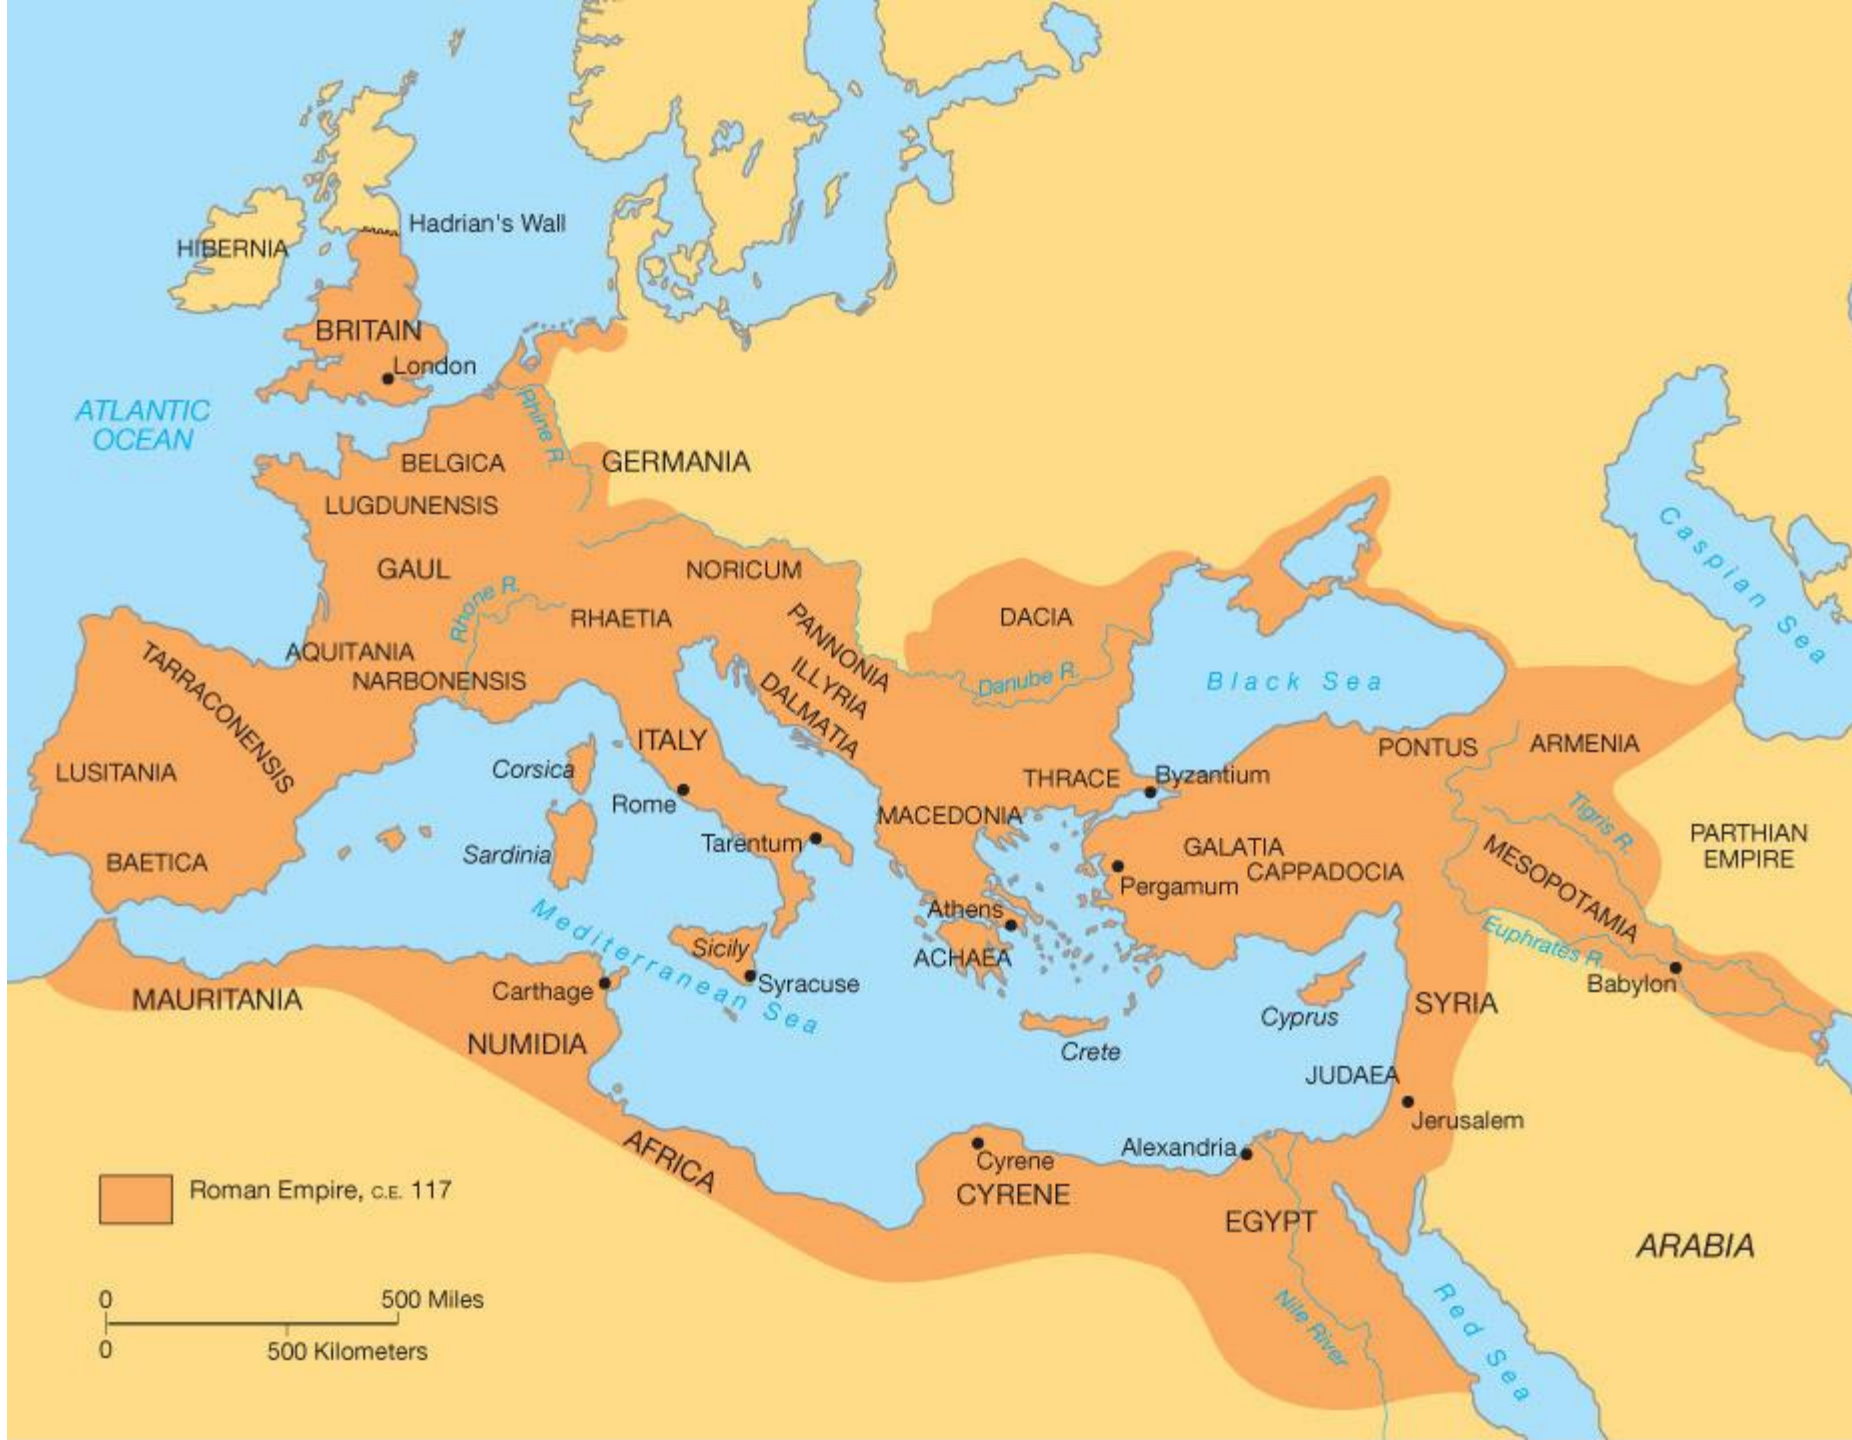 Hadrian's Wall
HIBERNIA
BRITAIN
London
ATLANTIC
OCEAN
Rhine R.
BELGICA
GERMANIA
LUGDUNENSIS
GAUL
NORICUM
Rhone R.
RHAETIA
DACIA
PANNONIA
ILLYRIA
DALMATIA
AQUITANIA
NARBONENSIS
TARRACONENSIS
LUSITANIA
BAETICA
Danube R.
Black Sea
Caspian Sea
ITALY
Corsica
Rome
Sardinia
Tarentum
THRACE
Byzantium
MACEDONIA
PONTUS
ARMENIA
Tigris R.
PARTHIAN
EMPIRE
GALATIA
CAPPADOCIA
Pergamum
MESOPOTAMIA
Athens
ACHAEA
Euphrates R.
Babylon
Mediterranean Sea
Sicily
Syracuse
Carthage
MAURITANIA
NUMIDIA
Crete
Cyprus
SYRIA
JUDAEA
Jerusalem
AFRICA
Cyrene
CYRENE
Alexandria
EGYPT
Nile River
Red Sea
ARABIA
Roman Empire, C.E. 117
0 500 Miles
0 500 Kilometers